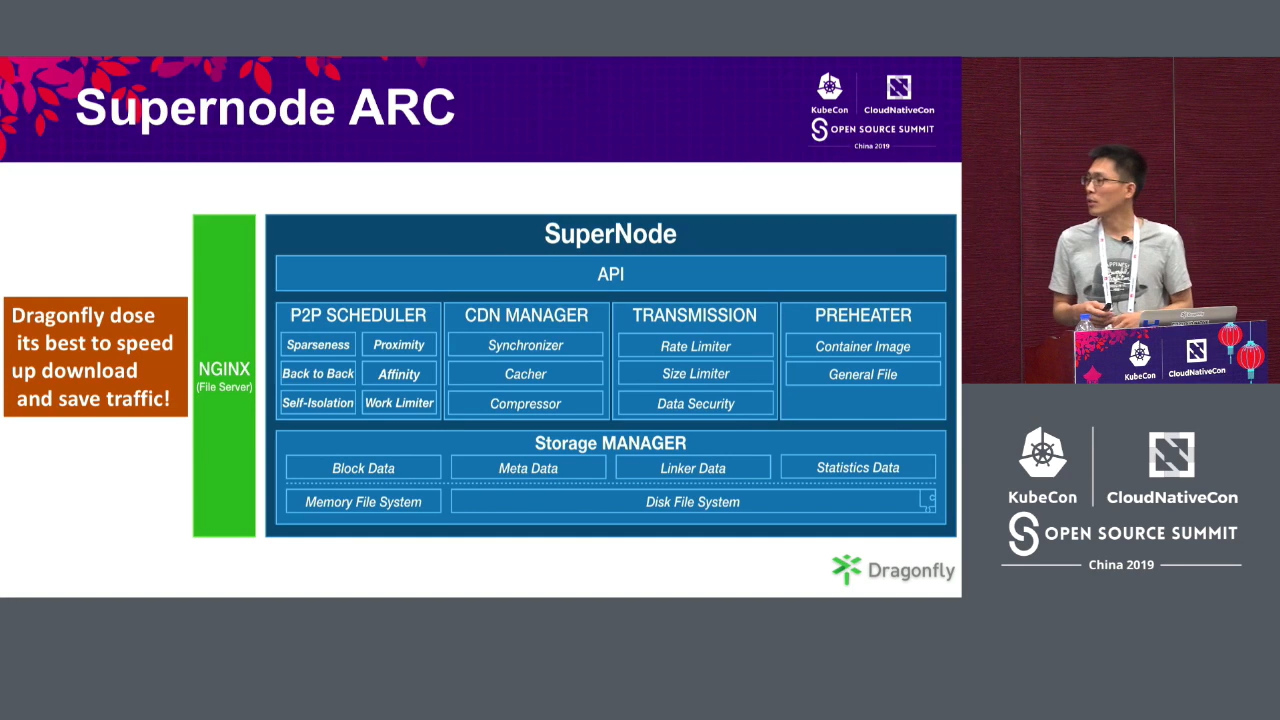 Supernode ARC
KubeCon
CloudNativeCon
OPEN SOURCE SUMMIT
China 2019
Dragonfly dose
its best to speed
up download
and save traffic!
NGINX
(File Server)
SuperNode
API
P2P SCHEDULER
Sparseness
Proximity
Back to Back
Affinity
Self-Isolation
Work Limiter
CDN MANAGER
Synchronizer
Cacher
Compressor
TRANSMISSION
Rate Limiter
Size Limiter
Data Security
PREHEATER
Container Image
General File
Storage MANAGER
Block Data
Meta Data
Linker Data
Statistics Data
Memory File System
Disk File System
Dragonfly
KubeCon
CloudNativeCon
KubeCon
CloudNativeCon
OPEN SOURCE SUMMIT
China 2019